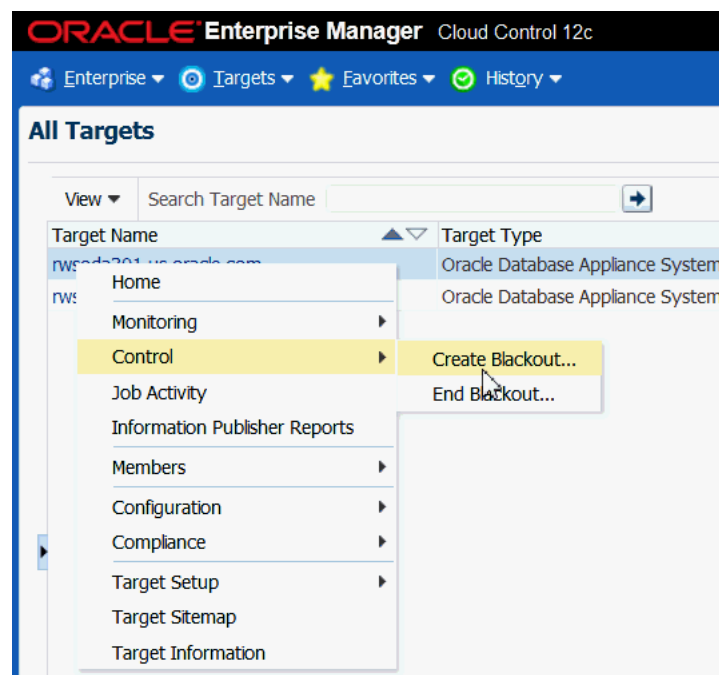 ORACLE Enterprise Manager Cloud Control 12c
Enterprise Targets Favorites History
All Targets
View Search Target Name
Target Name Target Type
Oracle Database Appliance System
Home
rws Oracle Database Appliance System
Monitoring
Control Create Blackout...
Job Activity End Blackout...
Information Publisher Reports
Members
Configuration
Compliance
Target Setup
Target Sitemap
Target Information